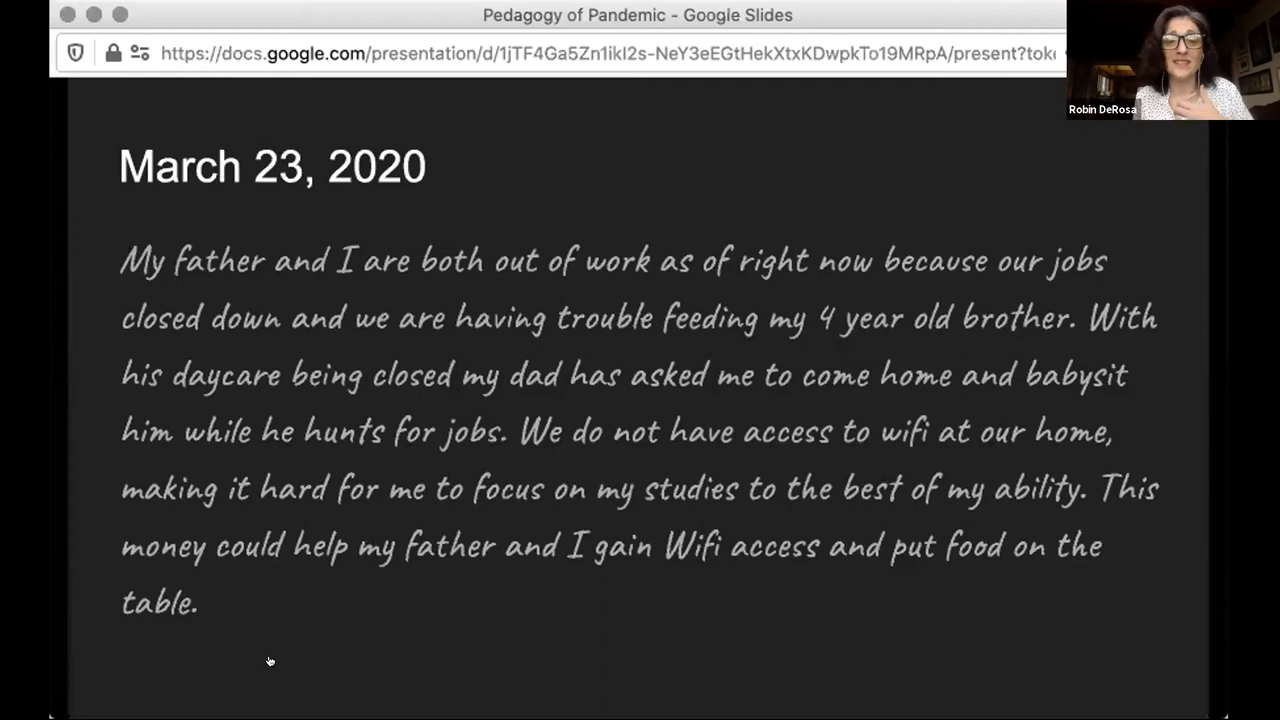 Pedagogy of Pandemic - Google Slides
https://docs.google.com/presentation/d/1jTF4Ga5Zn1ikI2s-NeY3eEGtHekXtxKDwpkTo19MRpA/present?toke
Robin DeRosa
March 23, 2020
My father and I are both out of work as of right now because our jobs
closed down and we are having trouble feeding my 4 year old brother. With
his daycare being closed my dad has asked me to come home and babysit
him while he hunts for jobs. We do not have access to wifi at our home,
making it hard for me to focus on my studies to the best of my ability. This
money could help my father and I gain Wifi access and put food on the
table.